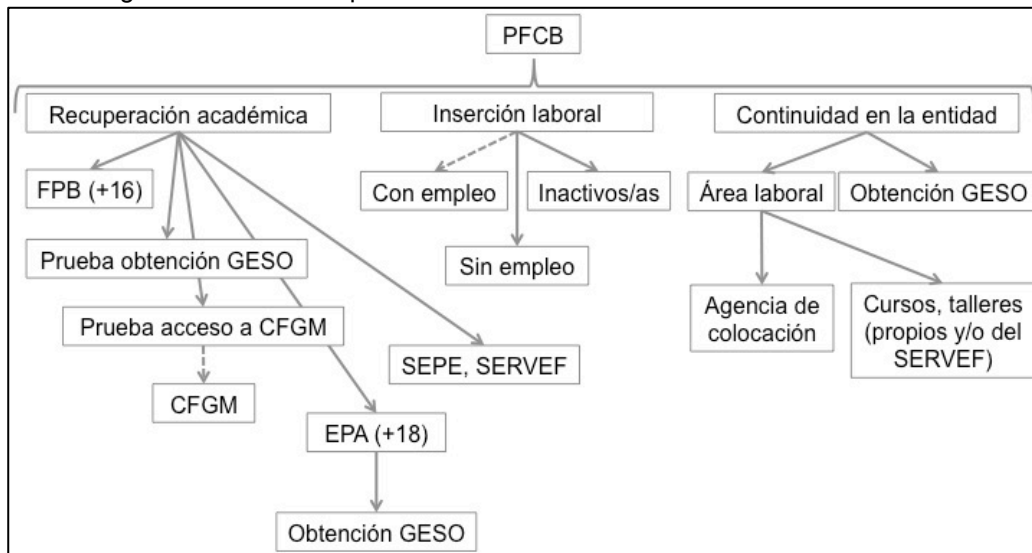 PFCB
Recuperación académica
Inserción laboral
Continuidad en la entidad
FPB (+16)
Con empleo
Inactivos/as
Área laboral
Obtención GESO
Prueba obtención GESO
Sin empleo
Prueba acceso a CFGM
Agencia de
colocación
Cursos, talleres
(propios y/o del
SERVEF)
SEPE, SERVEF
CFGM
EPA (+18)
Obtención GESO